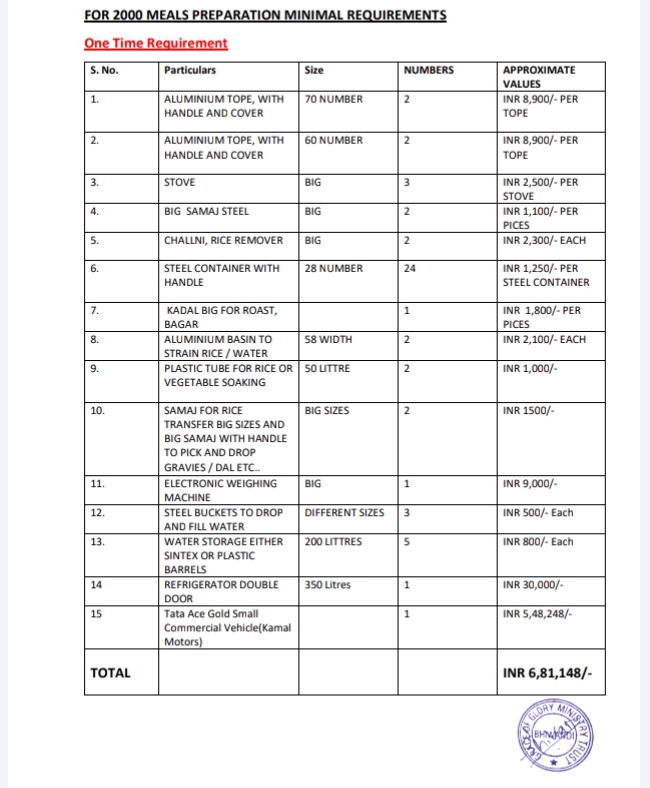 FOR 2000 MEALS PREPARATION MINIMAL REQUIREMENTS
One Time Requirement
S. No. Particulars Size NUMBERS APPROXIMATE
VALUES
1. ALUMINIUM TOPE, WITH 70 NUMBER 2 INR 8,900/- PER
HANDLE AND COVER TOPE
2. ALUMINIUM TOPE, WITH 60 NUMBER 2 INR 8,900/- PER
HANDLE AND COVER TOPE
3. STOVE BIG 3 INR 2,500/- PER
STOVE
4. BIG SAMAJ STEEL BIG 2 INR 1,100/- PER
PICES
5. CHALLNI, RICE REMOVER BIG 2 INR 2,300/- EACH
6. STEEL CONTAINER WITH 28 NUMBER 24 INR 1,250/- PER
HANDLE STEEL CONTAINER
7. KADAL BIG FOR ROAST, 1 INR 1,800/- PER
BAGAR PICES
8. ALUMINIUM BASIN TO 58 WIDTH 2 INR 2,100/- EACH
STRAIN RICE / WATER
9. PLASTIC TUBE FOR RICE OR 50 LITTRE 2 INR 1,000/-
VEGETABLE SOAKING
10. SAMAJ FOR RICE BIG SIZES 2 INR 1500/-
TRANSFER BIG SIZES AND
BIG SAMAJ WITH HANDLE
TO PICK AND DROP
GRAVIES / DAL ETC..
11. ELECTRONIC WEIGHING BIG 1 INR 9,000/-
MACHINE
12. STEEL BUCKETS TO DROP DIFFERENT SIZES 3 INR 500/- Each
AND FILL WATER
13. WATER STORAGE EITHER 200 LITTRES 5 INR 800/- Each
SINTEX OR PLASTIC
BARRELS
14 REFRIGERATOR DOUBLE 350 Litres 1 INR 30,000/-
DOOR
15 Tata Ace Gold Small 1 INR 5,48,248/-
Commercial Vehicle(Kamal
Motors)
TOTAL INR 6,81,148/-
GRACE OF GLORY MINISTRY TRUST
BHIWANDI